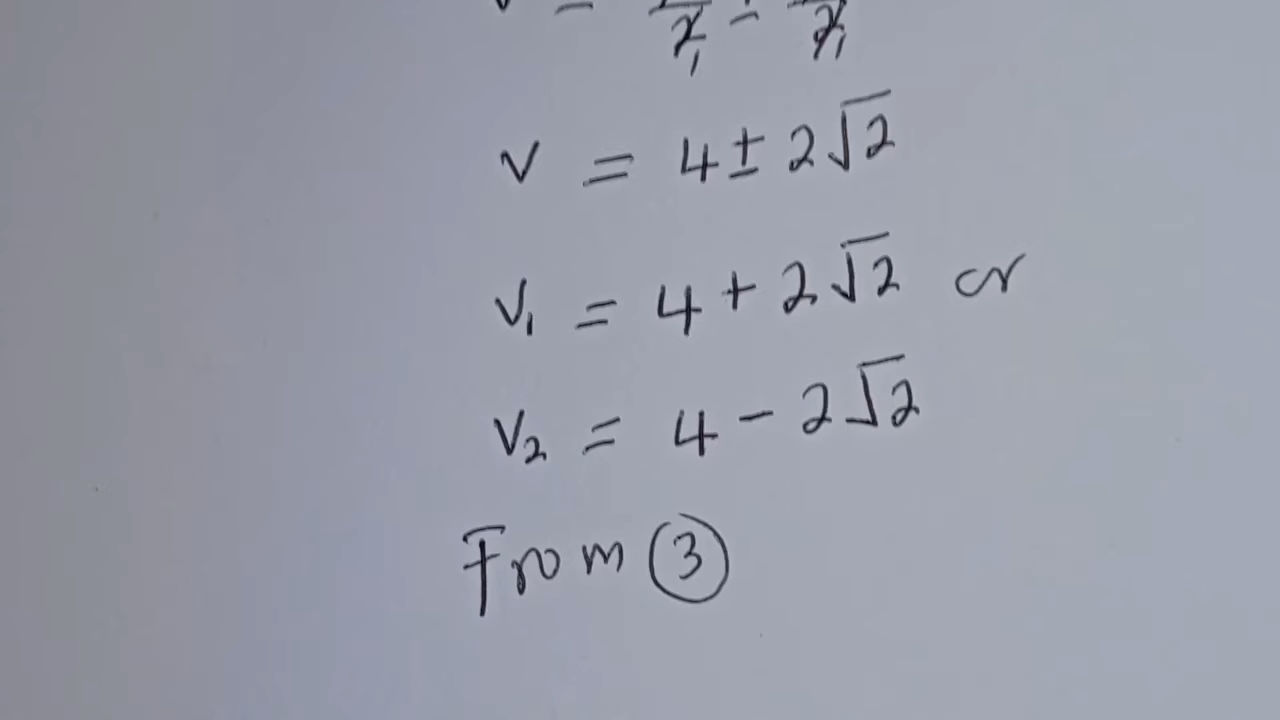 v = 4 ± 2√2
v₁ = 4 + 2√2 or
v₂ = 4 - 2√2
From ③